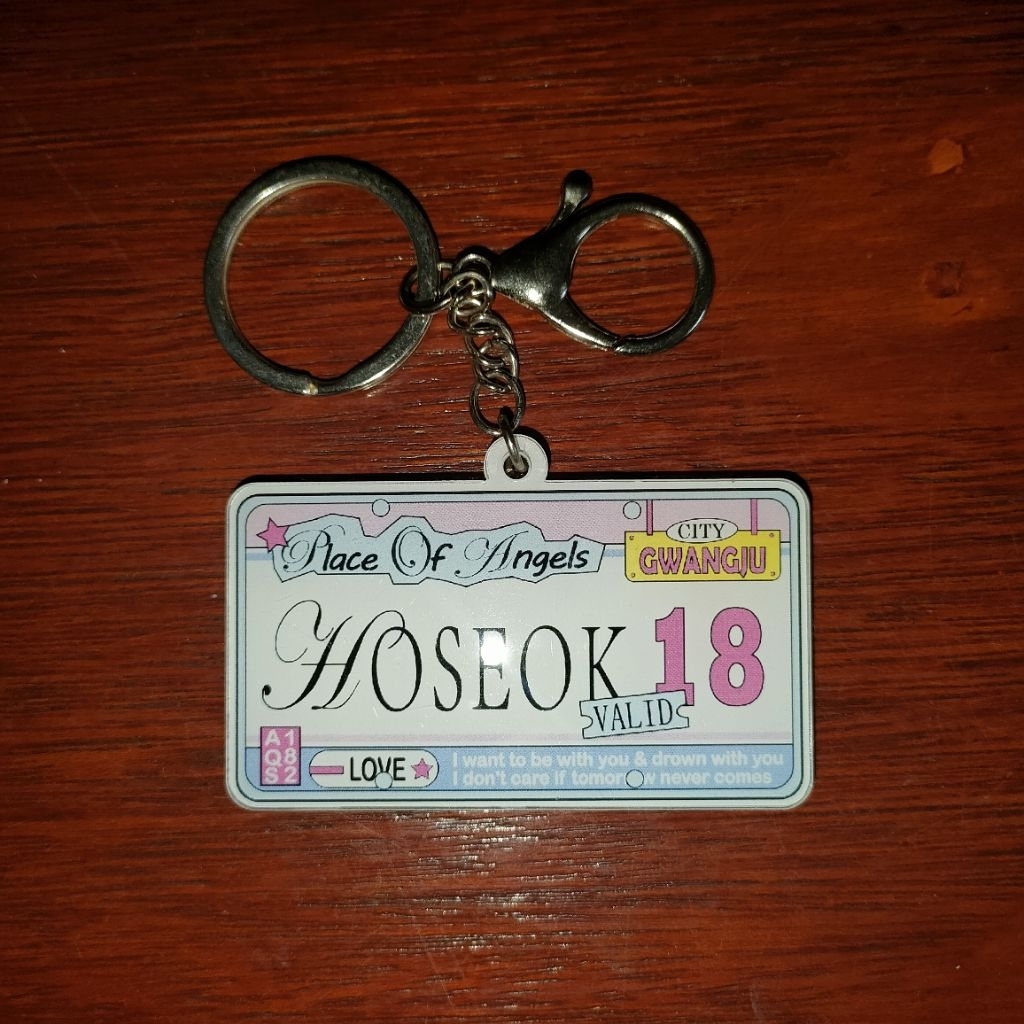 Place Of Angels
CITY
GWANGJU
HOSEOK 18
VALID
A1
Q8
S2
LOVE
I want to be with you & drown with you
I don't care if tomorrow never comes